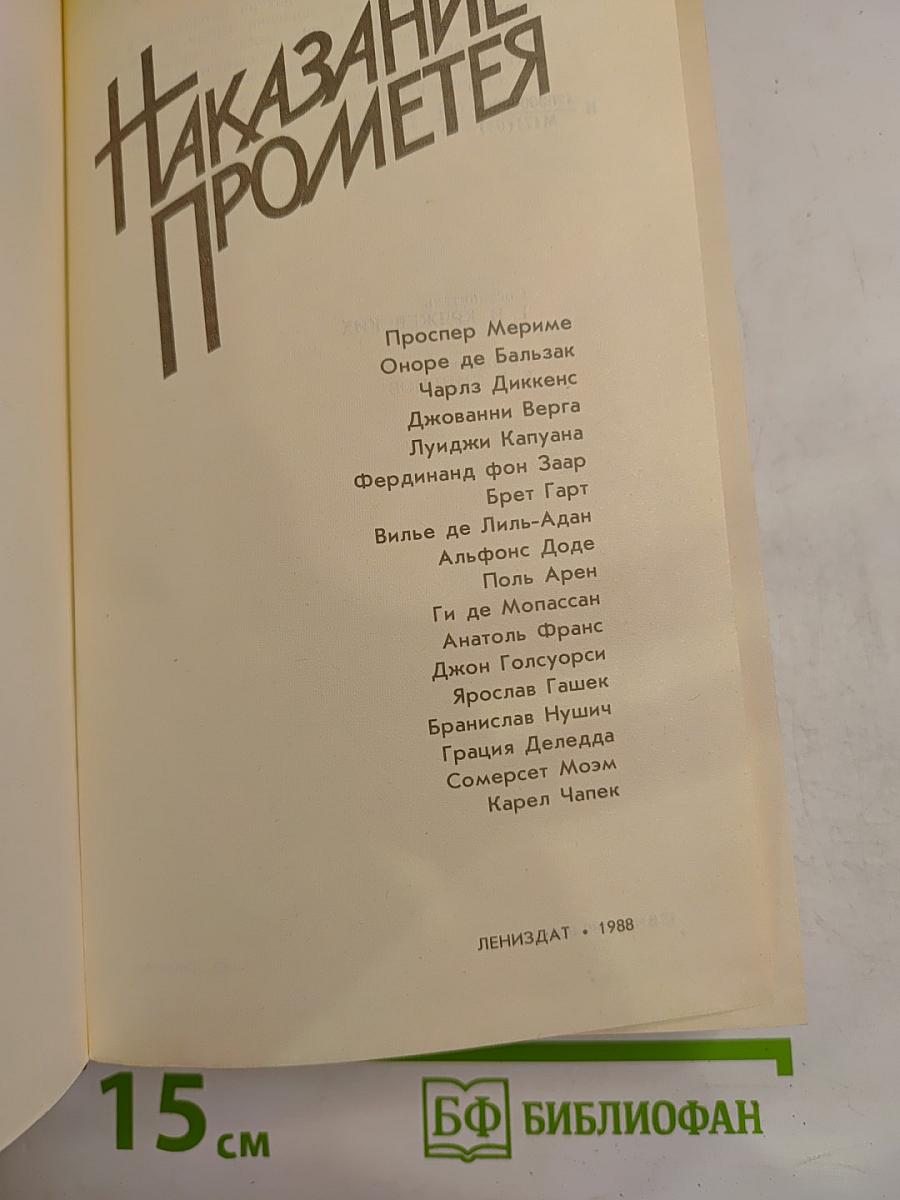 НАКАЗАНИЕ
ПРОМЕТЕЯ
Проспер Мериме
Оноре де Бальзак
Чарлз Диккенс
Джованни Верга
Луиджи Капуана
Фердинанд фон Заар
Брет Гарт
Вилье де Лиль-Адан
Альфонс Доде
Поль Арен
Ги де Мопассан
Анатоль Франс
Джон Голсуорси
Ярослав Гашек
Бранислав Нушич
Грация Деледда
Сомерсет Моэм
Карел Чапек
ЛЕНИЗДАТ • 1988
15 см
БФ БИБЛИОФАН